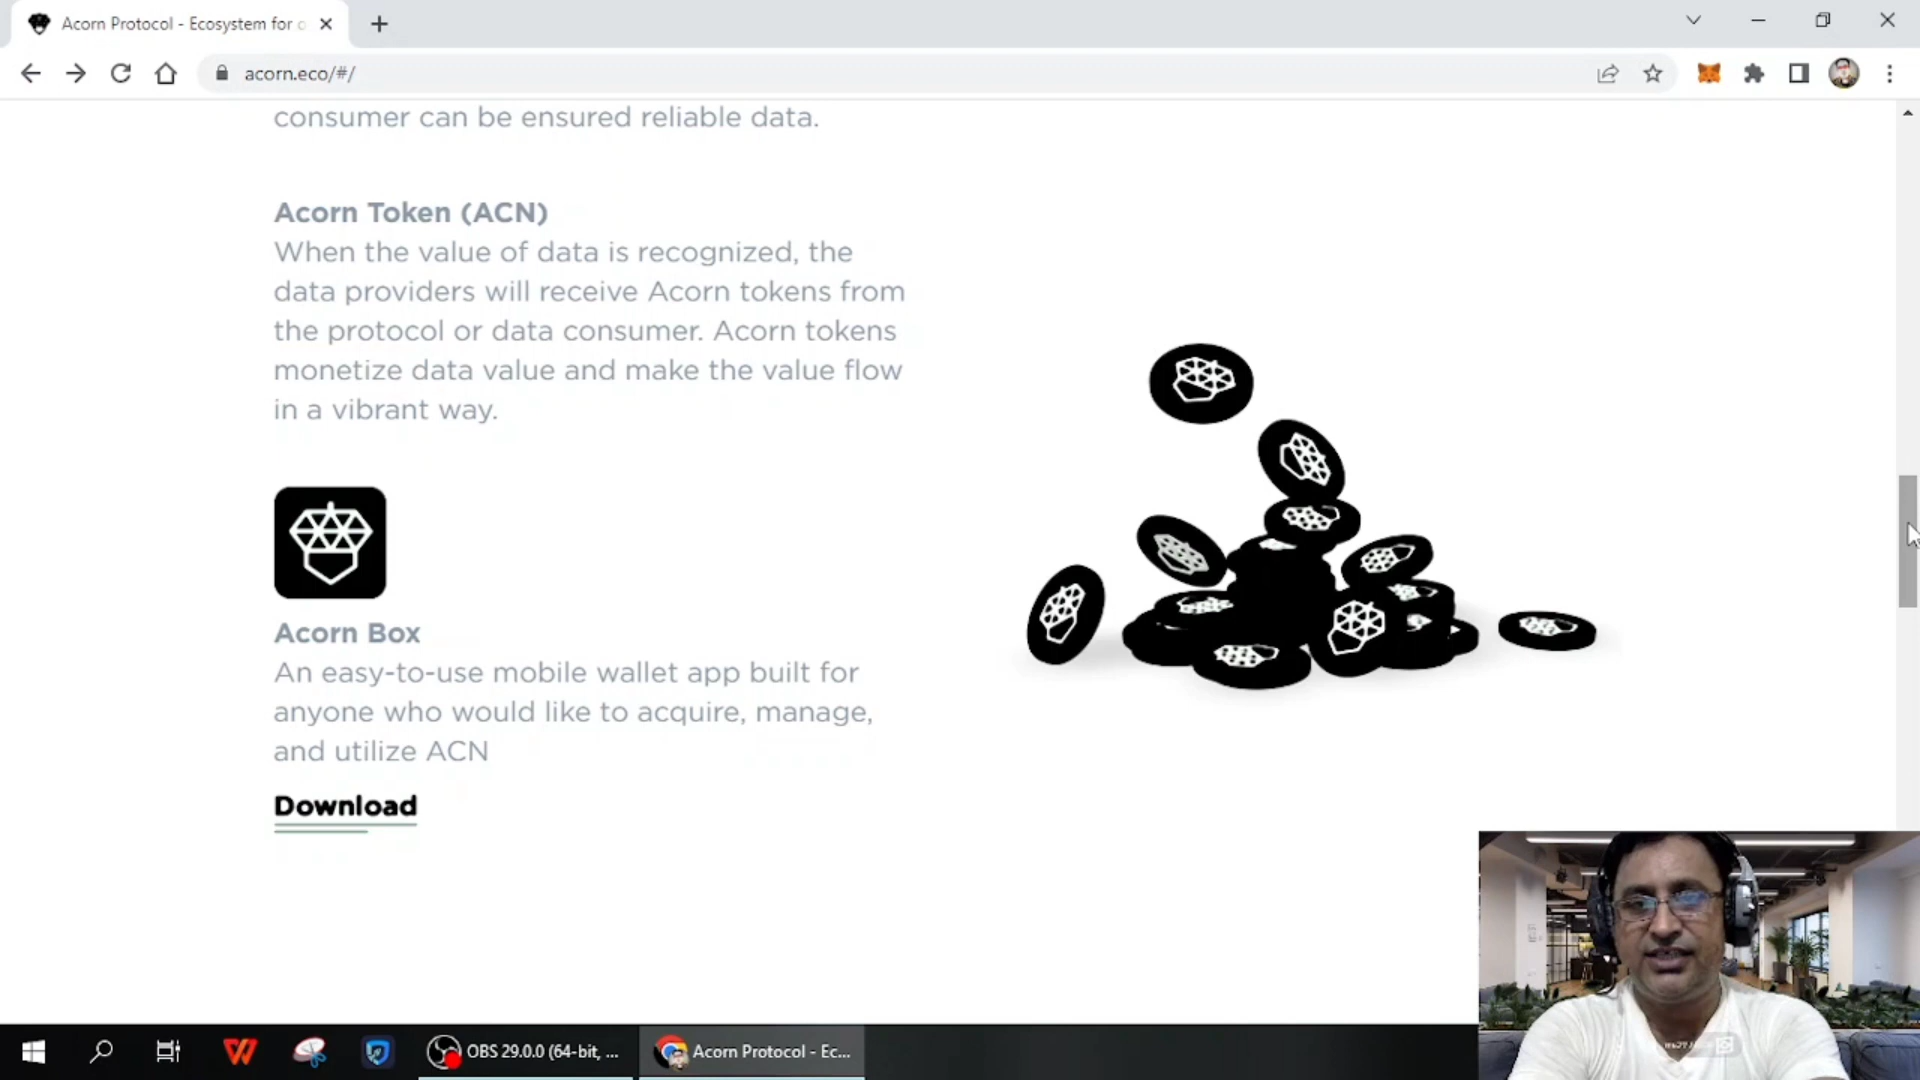 Acorn Protocol - Ecosystem for o
acorn.eco/#/
consumer can be ensured reliable data.
Acorn Token (ACN)
When the value of data is recognized, the
data providers will receive Acorn tokens from
the protocol or data consumer. Acorn tokens
monetize data value and make the value flow
in a vibrant way.
Acorn Box
An easy-to-use mobile wallet app built for
anyone who would like to acquire, manage,
and utilize ACN
Download
OBS 29.0.0 (64-bit, ...
Acorn Protocol - Ec...